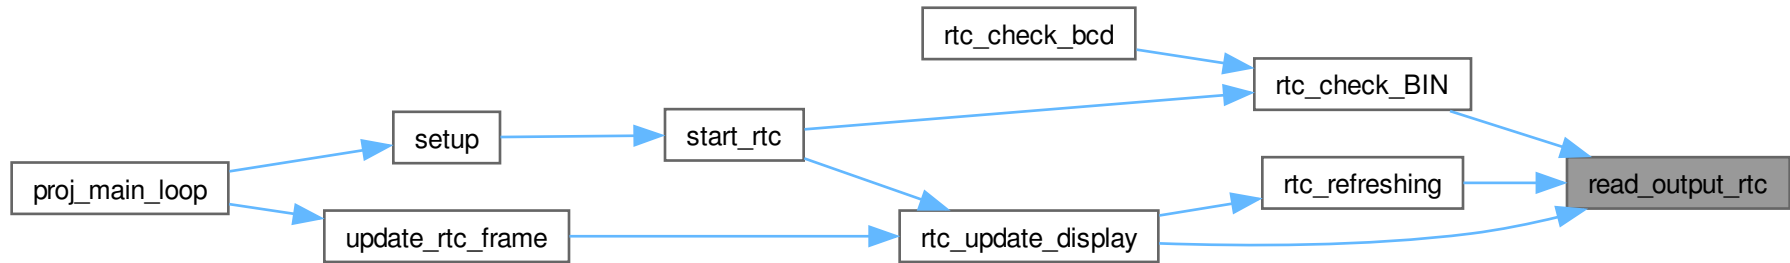 rtc_check_bcd
rtc_check_BIN
setup
start_rtc
proj_main_loop
rtc_refreshing
read_output_rtc
update_rtc_frame
rtc_update_display